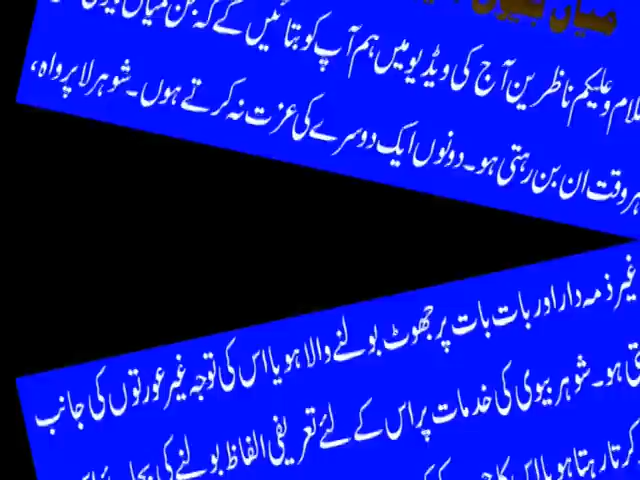 میاں بیوی
وعلیکم ناظرین آج کی ویڈیو میں ہم آپ کو بتائیں گے کہ جن میاں بیوی
ہر وقت ان بن رہتی ہو۔ دونوں ایک دوسرے کی عزت نہ کرتے ہوں۔ شوہر لاپرواہ،
غیر ذمہ دار اور بات بات پر جھوٹ بولنے والا ہو یا اس کی توجہ غیر عورتوں کی جانب
ہو۔ شوہر بیوی کی خدمات پر اس کے لئے تعریفی الفاظ بولنے کی بجائے
کرتا رہتا ہو یا اس کا